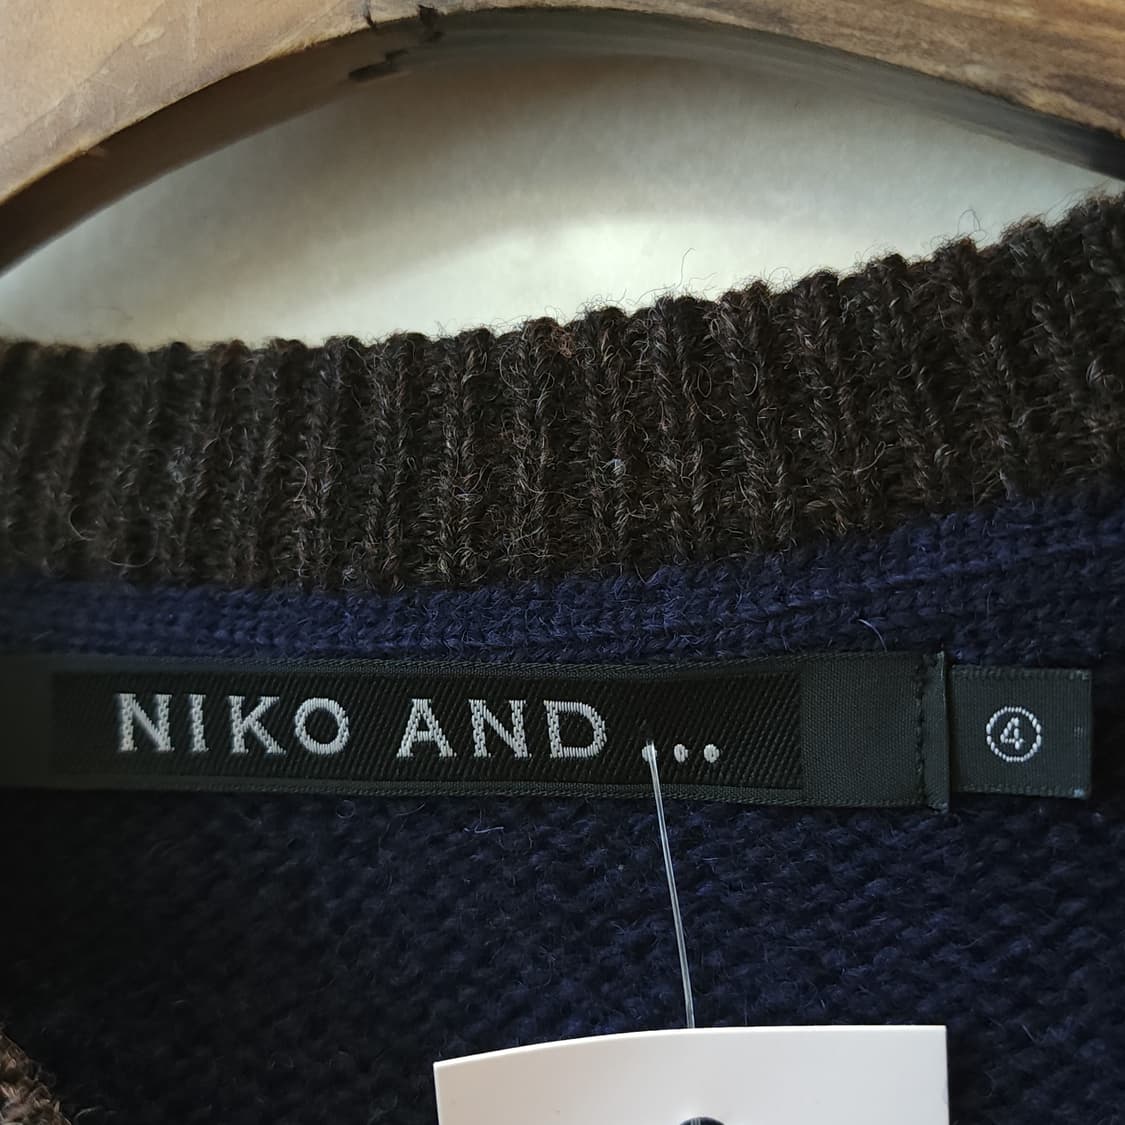 NIKO AND ...
④